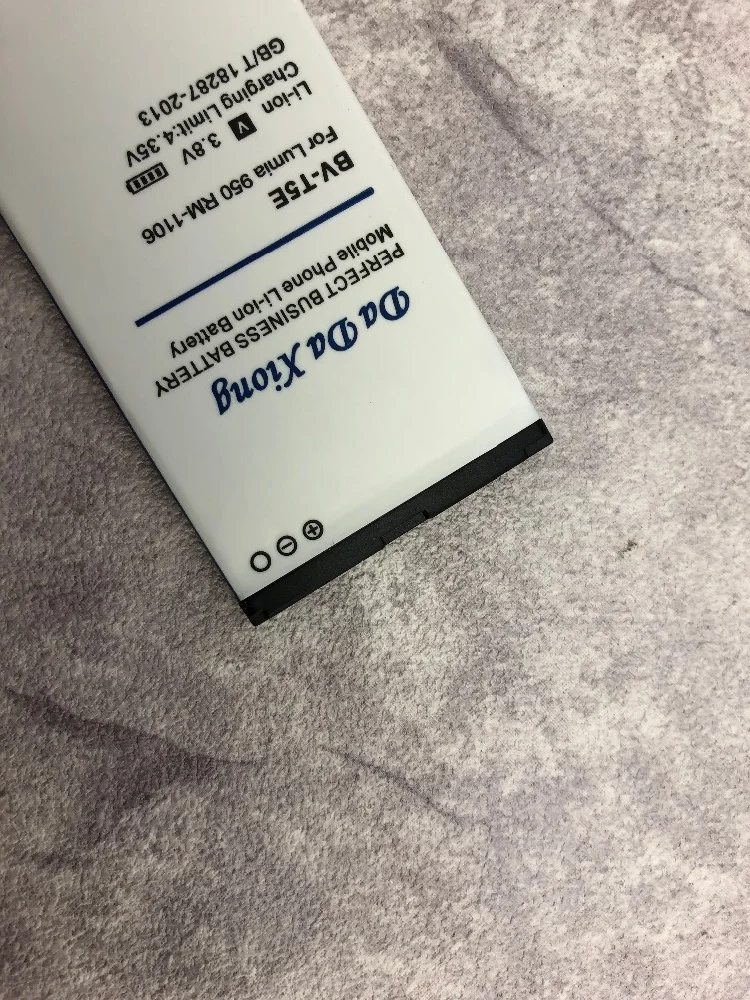 Da Da Xiong
PERFECT BUSINESS BATTERY
Mobile Phone Li-ion Battery
BV-T5E
For Lumia 950 RM-1106
Li-ion V 3.8V
Charging Limit:4.35V
GB/T 18287-2013